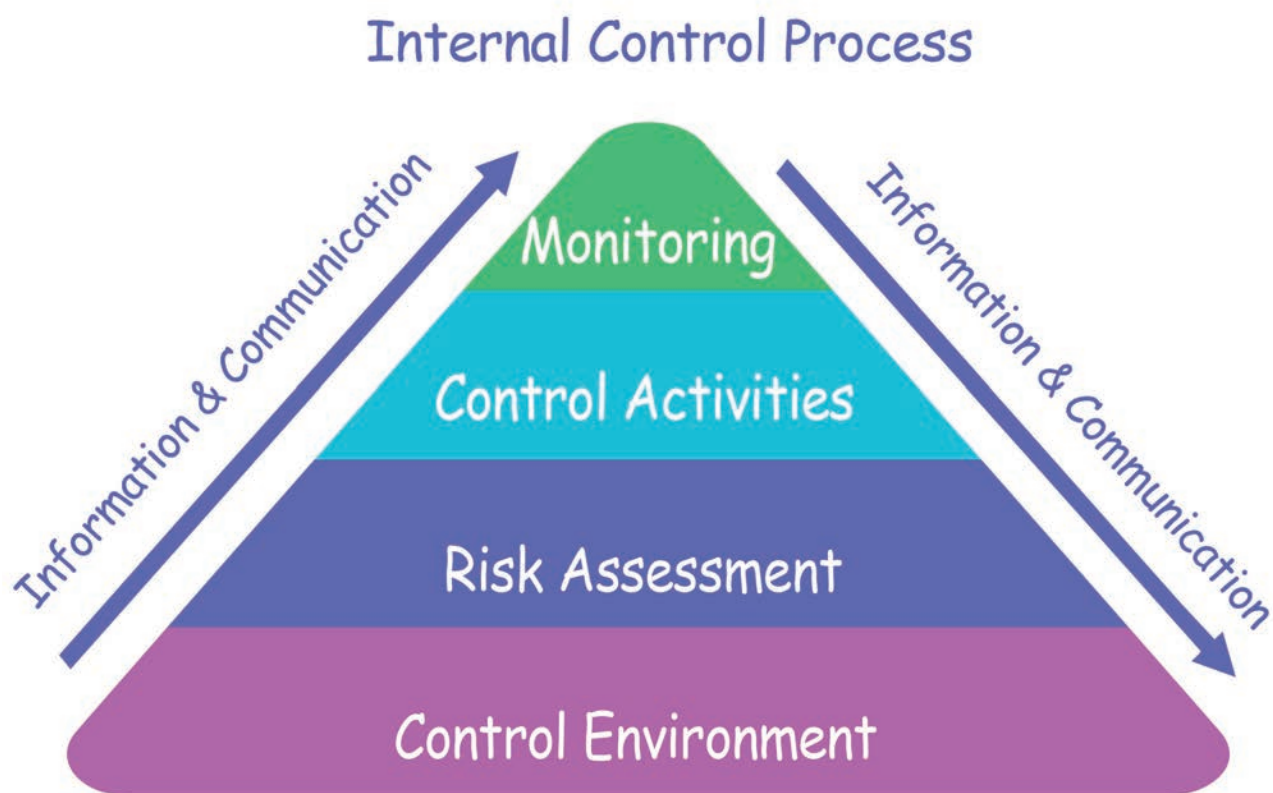 Internal Control Process
Information & Communication
Information & Communication
Monitoring
Control Activities
Risk Assessment
Control Environment